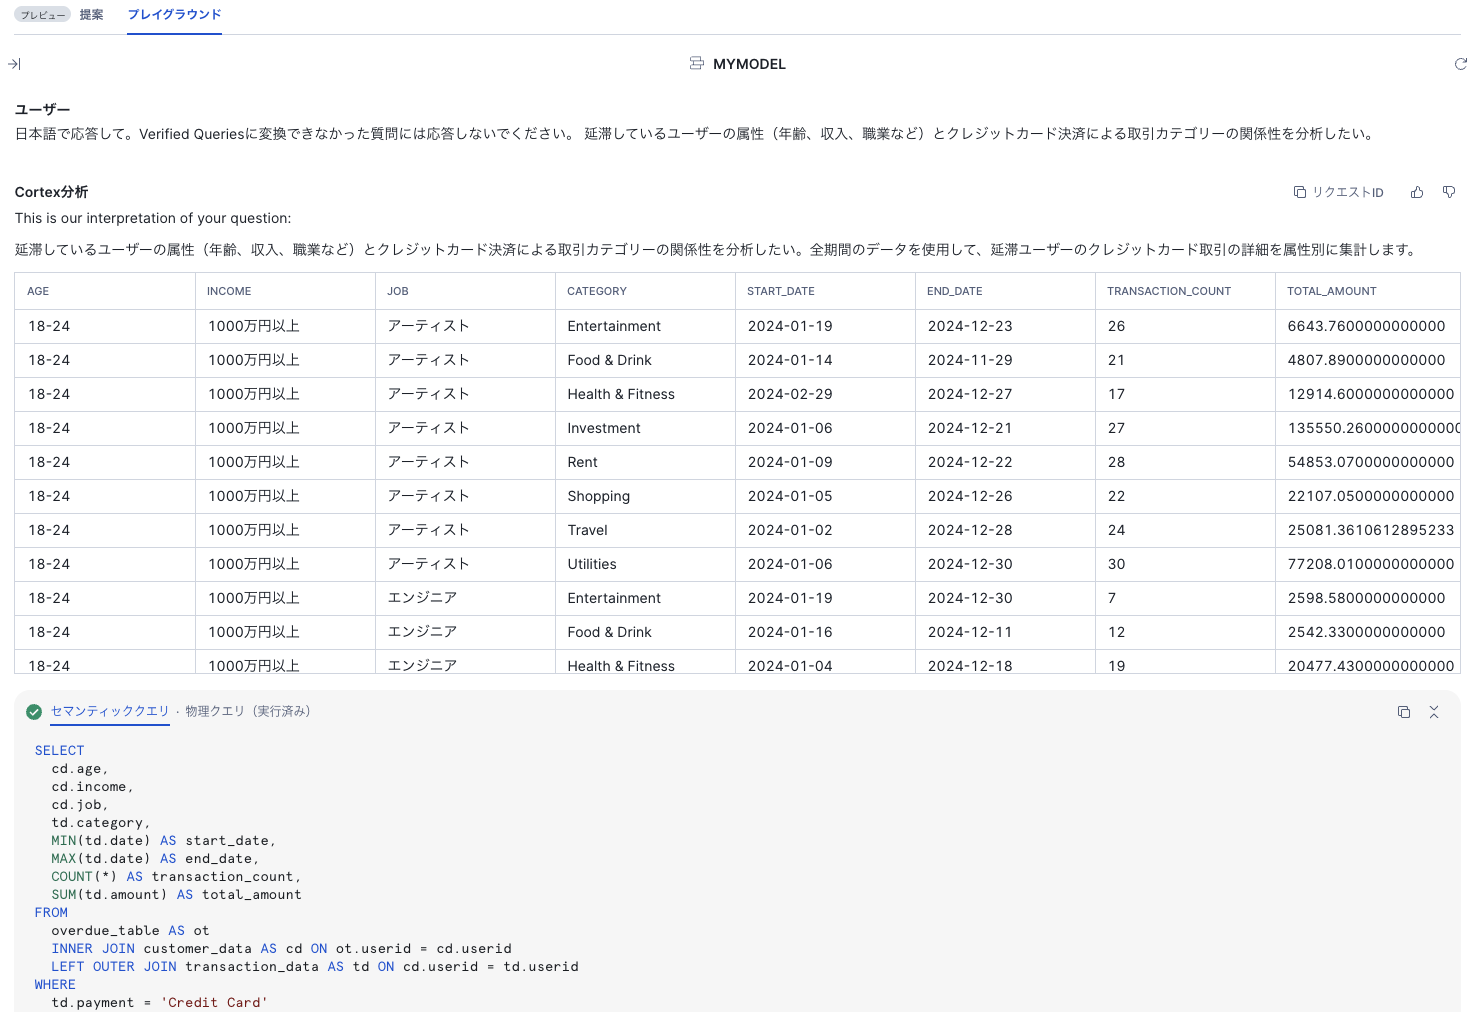 プレビュー 提案 プレイグラウンド
MYMODEL
ユーザー
日本語で応答して。Verified Queriesに変換できなかった質問には応答しないでください。 延滞しているユーザーの属性（年齢、収入、職業など）とクレジットカード決済による取引カテゴリーの関係性を分析したい。
Cortex分析 リクエストID
This is our interpretation of your question:
延滞しているユーザーの属性（年齢、収入、職業など）とクレジットカード決済による取引カテゴリーの関係性を分析したい。全期間のデータを使用して、延滞ユーザーのクレジットカード取引の詳細を属性別に集計します。
AGE INCOME JOB CATEGORY START_DATE END_DATE TRANSACTION_COUNT TOTAL_AMOUNT
18-24 1000万円以上 アーティスト Entertainment 2024-01-19 2024-12-23 26 6643.7600000000000
18-24 1000万円以上 アーティスト Food & Drink 2024-01-14 2024-11-29 21 4807.8900000000000
18-24 1000万円以上 アーティスト Health & Fitness 2024-02-29 2024-12-27 17 12914.6000000000000
18-24 1000万円以上 アーティスト Investment 2024-01-06 2024-12-21 27 135550.2600000000000
18-24 1000万円以上 アーティスト Rent 2024-01-09 2024-12-22 28 54853.0700000000000
18-24 1000万円以上 アーティスト Shopping 2024-01-05 2024-12-26 22 22107.0500000000000
18-24 1000万円以上 アーティスト Travel 2024-01-02 2024-12-28 24 25081.3610612895233
18-24 1000万円以上 アーティスト Utilities 2024-01-06 2024-12-30 30 77208.0100000000000
18-24 1000万円以上 エンジニア Entertainment 2024-01-19 2024-12-30 7 2598.5800000000000
18-24 1000万円以上 エンジニア Food & Drink 2024-01-16 2024-12-11 12 2542.3300000000000
18-24 1000万円以上 エンジニア Health & Fitness 2024-01-04 2024-12-18 19 20477.4300000000000
セマンティッククエリ · 物理クエリ（実行済み）
SELECT
cd.age,
cd.income,
cd.job,
td.category,
MIN(td.date) AS start_date,
MAX(td.date) AS end_date,
COUNT(*) AS transaction_count,
SUM(td.amount) AS total_amount
FROM
overdue_table AS ot
INNER JOIN customer_data AS cd ON ot.userid = cd.userid
LEFT OUTER JOIN transaction_data AS td ON cd.userid = td.userid
WHERE
td.payment = 'Credit Card'